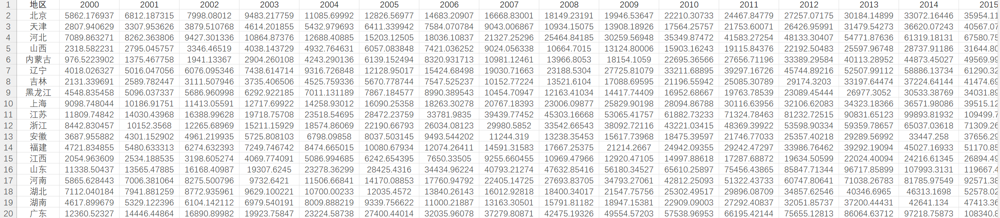 1 地区 2000 2001 2002 2003 2004 2005 2006 2007 2008 2009 2010 2011 2012 2013 2014 2015
2 北京 5862.176937 6812.187315 7998.08012 9483.217759 11085.69992 12826.56977 14683.20907 16668.83001 18149.23191 19946.53647 22210.30733 24467.84779 27257.07175 30184.14899 33072.16446 35954.11
3 天津 2807.940629 3307.953626 3879.510768 4614.201855 5432.979693 6411.339942 7584.070784 9043.006867 10934.15075 13908.18926 17564.25757 21753.60071 26426.95991 31479.54273 36620.07243 40567.07
4 河北 7089.863271 8262.363806 9427.301336 10864.87376 12688.40885 15203.12505 18036.10837 21327.25296 25464.84185 30259.56948 35349.87472 41583.27254 48133.30407 54771.87636 61319.18131 67580.75
5 山西 2318.582231 2795.045757 3346.46519 4038.143729 4932.764631 6057.083848 7421.036252 9024.056338 10664.7015 13124.80006 15903.16243 19115.84376 22192.50483 25597.96748 28737.91186 31644.80
6 内蒙古 976.5223902 1375.467758 1941.13367 2904.260108 4243.290136 6139.152494 8320.931713 10981.12461 13966.8053 18154.1059 22695.36566 27656.71196 33389.29584 40113.28952 44873.45027 49569.99
7 辽宁 4018.026327 5016.047056 6076.095346 7438.614714 9316.726848 12128.95017 15424.68498 19030.71663 23188.5304 27725.81079 33211.68895 39297.16726 45744.89216 52507.99112 58886.13734 61290.32
8 吉林 2131.339691 2589.782447 3111.507946 3735.406506 4525.759336 5670.778744 7547.525237 10152.77224 13521.6104 17088.69595 21196.55942 25085.30789 29174.3203 33197.64474 37224.64144 41474.69
9 黑龙江 4548.835458 5096.037337 5686.960998 6292.922185 7011.131189 7867.184577 8990.389543 10454.70947 12163.41034 14417.74409 16952.68667 19763.78539 23089.45444 26977.3052 30533.38769 34031.89
10 上海 9098.748044 10186.91751 11413.05591 12717.69922 14258.93012 16090.25358 18263.30278 20767.18393 23006.09877 25829.90198 28094.86788 30116.63956 32106.62083 34323.18366 36571.98086 39515.12
11 江苏 11809.74842 14030.43968 16388.99628 19718.75708 23518.54695 28472.23759 33781.9835 39439.77452 45303.16668 53065.41757 61882.73233 71324.78463 81232.72515 90831.65123 99893.81932 109499.7
12 浙江 8442.830457 10152.3568 12265.68969 15211.15929 18574.86069 22190.66793 26034.08123 29980.5852 33542.66543 38092.72116 43221.03415 48369.39922 53598.90334 59359.78657 65037.03618 71309.26
13 安徽 3687.955882 4301.152902 4961.219935 5725.808103 6798.09858 8037.503145 9493.544202 11244.319 13238.35453 15617.73968 18475.39597 21746.77033 25357.40218 29289.56992 33447.258 37656.29
14 福建 4721.834855 5480.633313 6274.632393 7249.746742 8474.665015 10080.67934 12074.26411 14591.31583 17667.25375 21214.2667 24942.09355 29242.47297 33986.76462 39292.19094 45027.16933 51170.85
15 江西 2054.963609 2534.188535 3198.605274 4069.774091 5086.994685 6242.654395 7650.33505 9255.660455 10969.47966 12920.47105 14997.88618 17287.68872 19634.50599 22024.40094 24216.61345 26894.49
16 山东 11338.50437 13565.47885 16168.40987 19307.6245 23278.36299 28425.4316 34434.96224 40793.21274 47632.85416 56180.34527 65610.25897 75456.43865 85847.71344 96717.85899 107993.3131 119667.4
17 河南 5865.628443 7006.381064 8275.500796 9732.6421 11506.66841 14170.08853 17760.94792 22405.14725 27693.83705 34793.27061 42812.25093 51322.43733 60747.80641 71038.26783 81785.97549 92571.38
18 湖北 7112.040184 7941.881259 8772.935961 9629.100221 10700.00233 12035.4572 13840.26143 16012.92818 18400.34017 21547.75756 25302.49517 29896.08709 34857.62546 40346.6965 46313.1698 52578.02
19 湖南 4617.899679 5329.122396 6104.142112 6979.540191 8009.888219 9339.756622 11000.21887 13163.30501 15791.81182 18947.15381 22909.09003 27292.40837 32051.85737 37200.44431 42641.134 47413.36
20 广东 12360.52327 14446.44864 16890.89982 19923.75847 23224.58738 27400.44014 32035.96078 37279.80871 42475.19326 49554.57203 57538.96953 66195.42144 75655.12813 86064.63712 97218.75873 108340.8